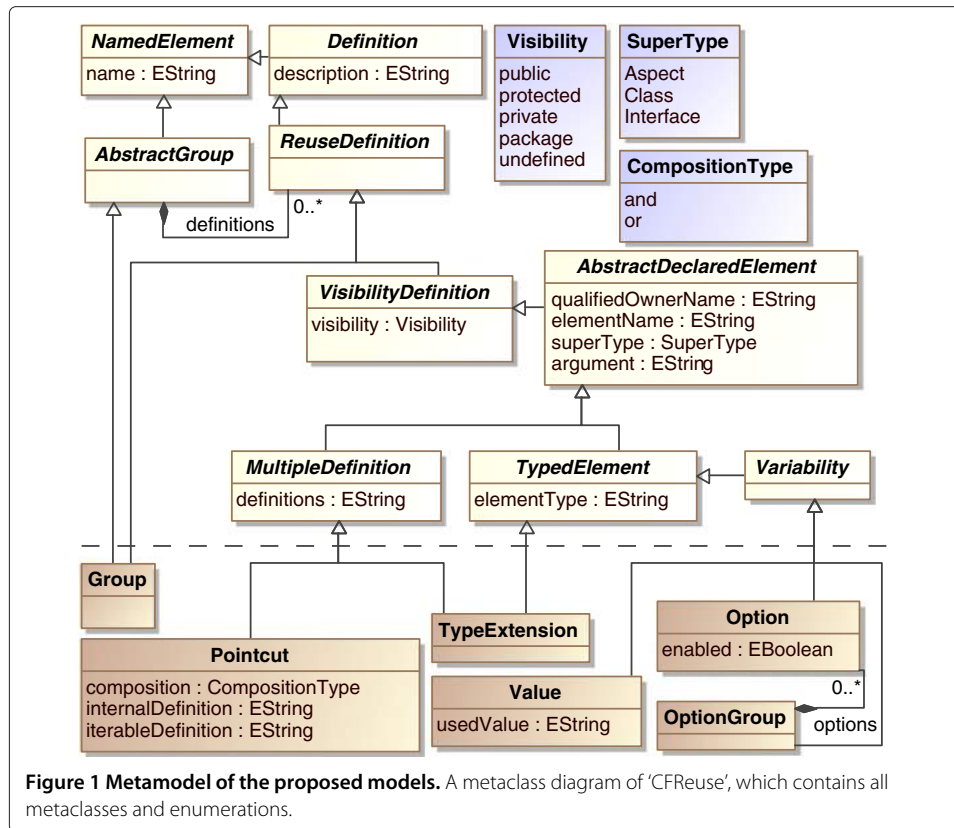 NamedElement
name : EString
Definition
description : EString
Visibility
public
protected
private
package
undefined
SuperType
Aspect
Class
Interface
AbstractGroup
ReuseDefinition
CompositionType
and
or
definitions
0..*
VisibilityDefinition
visibility : Visibility
AbstractDeclaredElement
qualifiedOwnerName : EString
elementName : EString
superType : SuperType
argument : EString
MultipleDefinition
definitions : EString
TypedElement
elementType : EString
Variability
Group
Pointcut
composition : CompositionType
internalDefinition : EString
iterableDefinition : EString
TypeExtension
Value
usedValue : EString
Option
enabled : EBoolean
0..*
options
OptionGroup
Figure 1 Metamodel of the proposed models. A metaclass diagram of ‘CFReuse’, which contains all
metaclasses and enumerations.